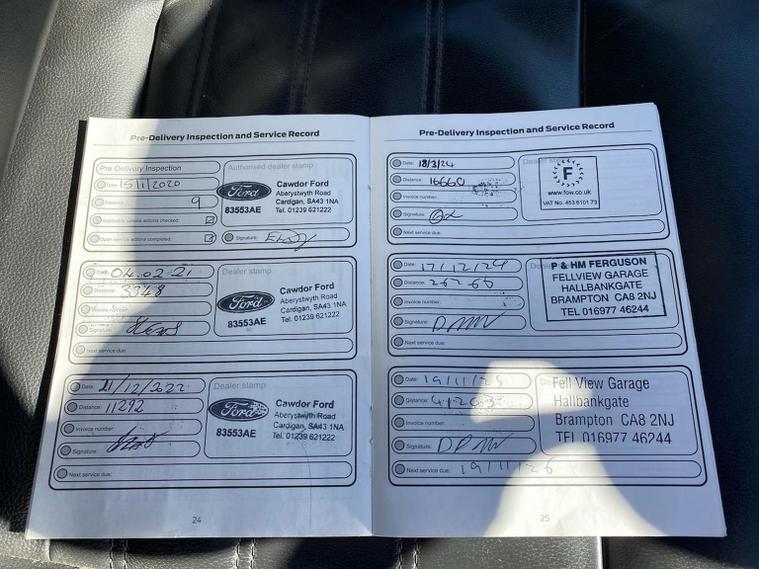 Pre-Delivery Inspection and Service Record
Pre Delivery Inspection
Authorised dealer stamp
Date: 15/11/2020
Distance: 9
Applicable service actions checked:
Open service actions completed:
Signature:
Ford
83553AE
Cawdor Ford
Aberystwyth Road
Cardigan, SA43 1NA
Tel. 01239 621222
Date: 04.02.21
Distance: 3348
Signature:
Next service due:
Dealer stamp
Ford
83553AE
Cawdor Ford
Aberystwyth Road
Cardigan, SA43 1NA
Tel. 01239 621222
Date: 21/12/2022
Distance: 11292
Invoice number:
Signature:
Next service due:
Dealer stamp
Ford
83553AE
Cawdor Ford
Aberystwyth Road
Cardigan, SA43 1NA
Tel. 01239 621222
24
Pre-Delivery Inspection and Service Record
Date: 18/3/24
Distance: 16660
Invoice number:
Signature:
Next service due:
F
www.fow.co.uk
VAT No. 453 6101 73
Date: 17/12/24
Distance: 26266
Invoice number:
Signature:
Next service due:
P & HM FERGUSON
FELLVIEW GARAGE
HALLBANKGATE
BRAMPTON CA8 2NJ
TEL 016977 46244
Date: 19/11/25
Distance: 41203
Invoice number:
Signature:
Next service due: 19/11/26
Fell View Garage
Hallbankgate
Brampton CA8 2NJ
TEL 016977 46244
25